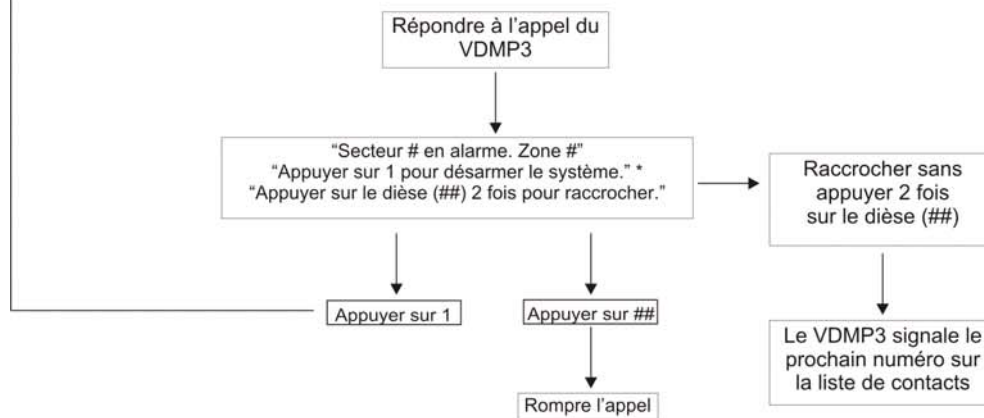 Répondre à l'appel du
VDMP3
“Secteur # en alarme. Zone #”
“Appuyer sur 1 pour désarmer le système.” *
“Appuyer sur le dièse (##) 2 fois pour raccrocher.”
Raccrocher sans
appuyer 2 fois
sur le dièse (##)
Appuyer sur 1
Appuyer sur ##
Le VDMP3 signale le
prochain numéro sur
la liste de contacts
Rompre l'appel